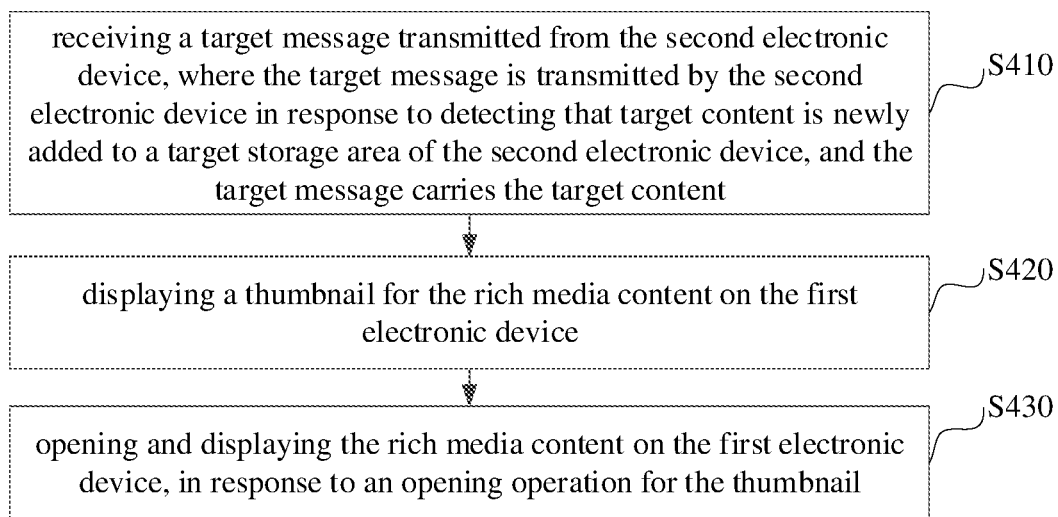 receiving a target message transmitted from the second electronic
device, where the target message is transmitted by the second
electronic device in response to detecting that target content is newly
added to a target storage area of the second electronic device, and the
target message carries the target content
S410
displaying a thumbnail for the rich media content on the first
electronic device
S420
opening and displaying the rich media content on the first electronic
device, in response to an opening operation for the thumbnail
S430